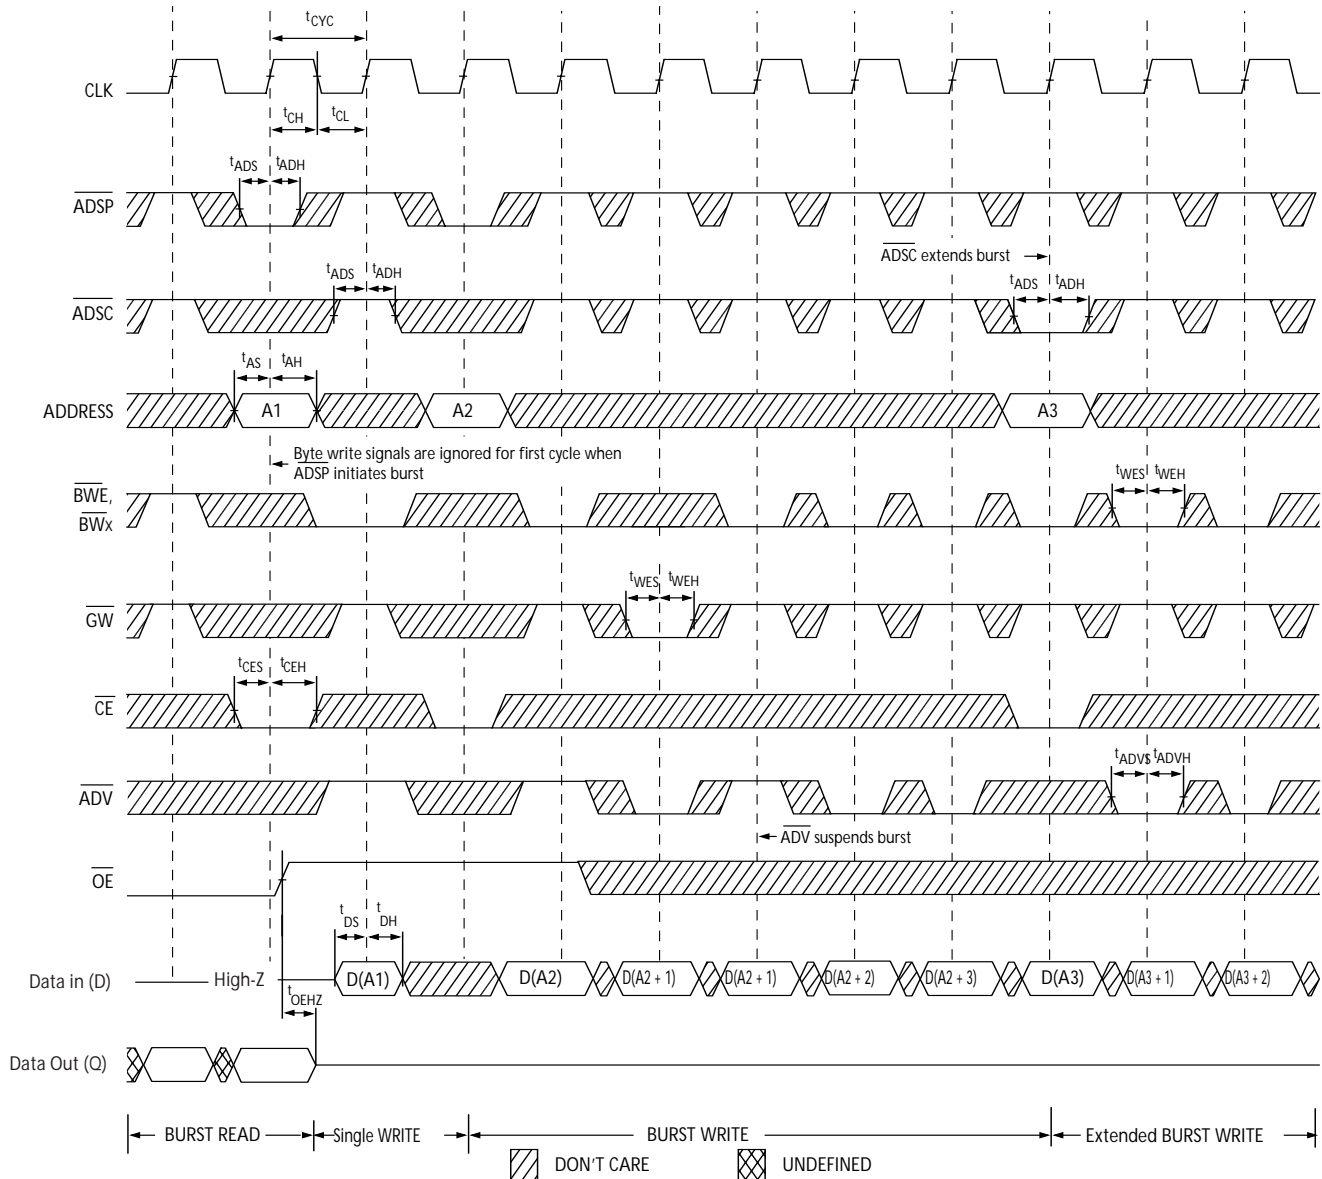 tCYC
CLK
tCH
tCL
tADS
tADH
ADSP
ADSC extends burst
tADS
tADH
tADS
tADH
ADSC
tAS
tAH
ADDRESS
A1
A2
A3
Byte write signals are ignored for first cycle when
ADSP initiates burst
tWES
tWEH
BWE,
BWx
tWES
tWEH
GW
tCES
tCEH
CE
tADVS
tADVH
ADV
ADV suspends burst
OE
tDS
tDH
Data in (D)
High-Z
D(A1)
D(A2)
D(A2 + 1)
D(A2 + 1)
D(A2 + 2)
D(A2 + 3)
D(A3)
D(A3 + 1)
D(A3 + 2)
tOEHZ
Data Out (Q)
BURST READ
Single WRITE
BURST WRITE
Extended BURST WRITE
DON'T CARE
UNDEFINED